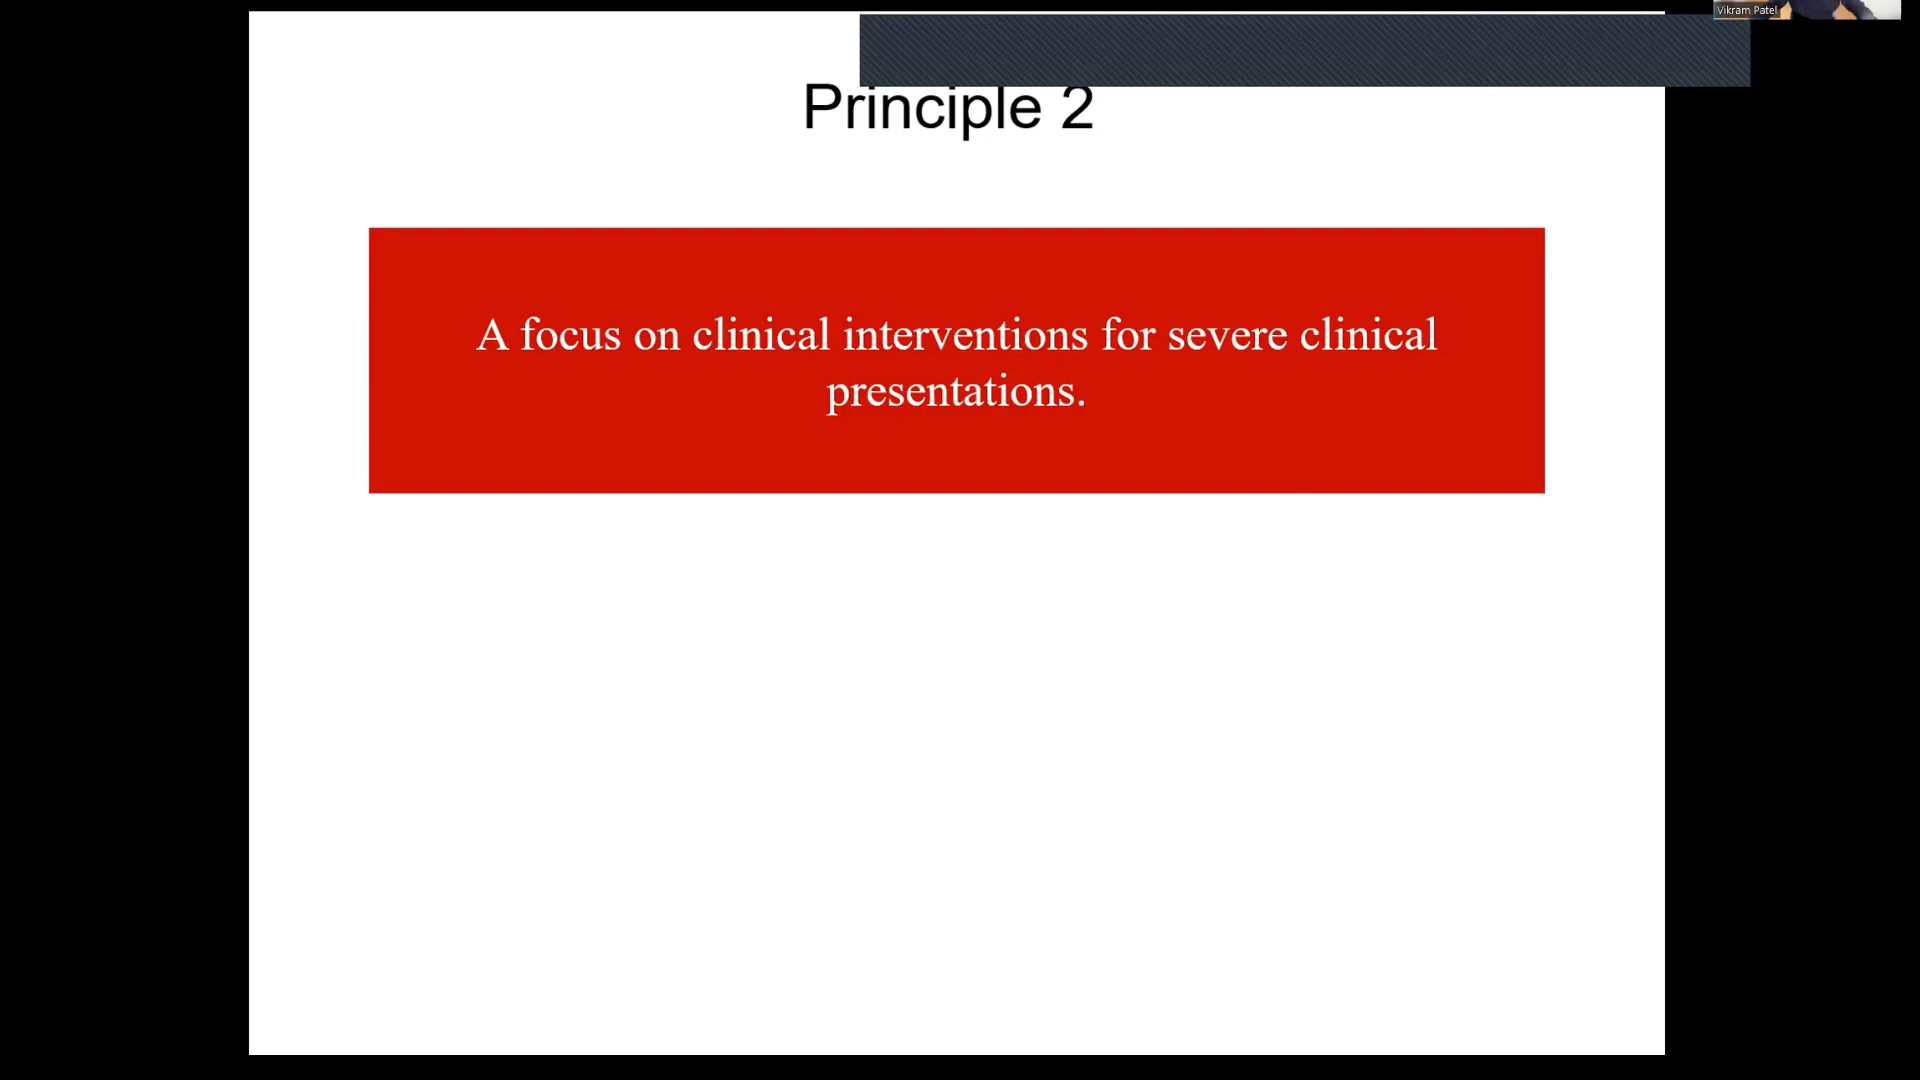 Vikram Patel
Principle 2
A focus on clinical interventions for severe clinical
presentations.